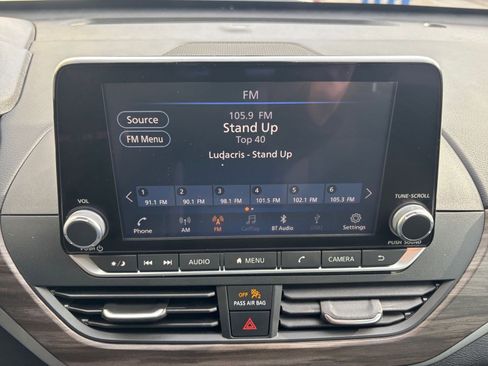 FM
105.9 FM
Source
Stand Up
FM Menu
Top 40
Ludacris - Stand Up
1 2 3 4 5 6
91.1 FM 90.1 FM 98.1 FM 101.5 FM 102.1 FM 105.3 FM
Phone AM FM CarPlay BT Audio USB Settings
VOL
TUNE·SCROLL
PUSH
PUSH SOUND
AUDIO MENU CAMERA
OFF
PASS AIR BAG